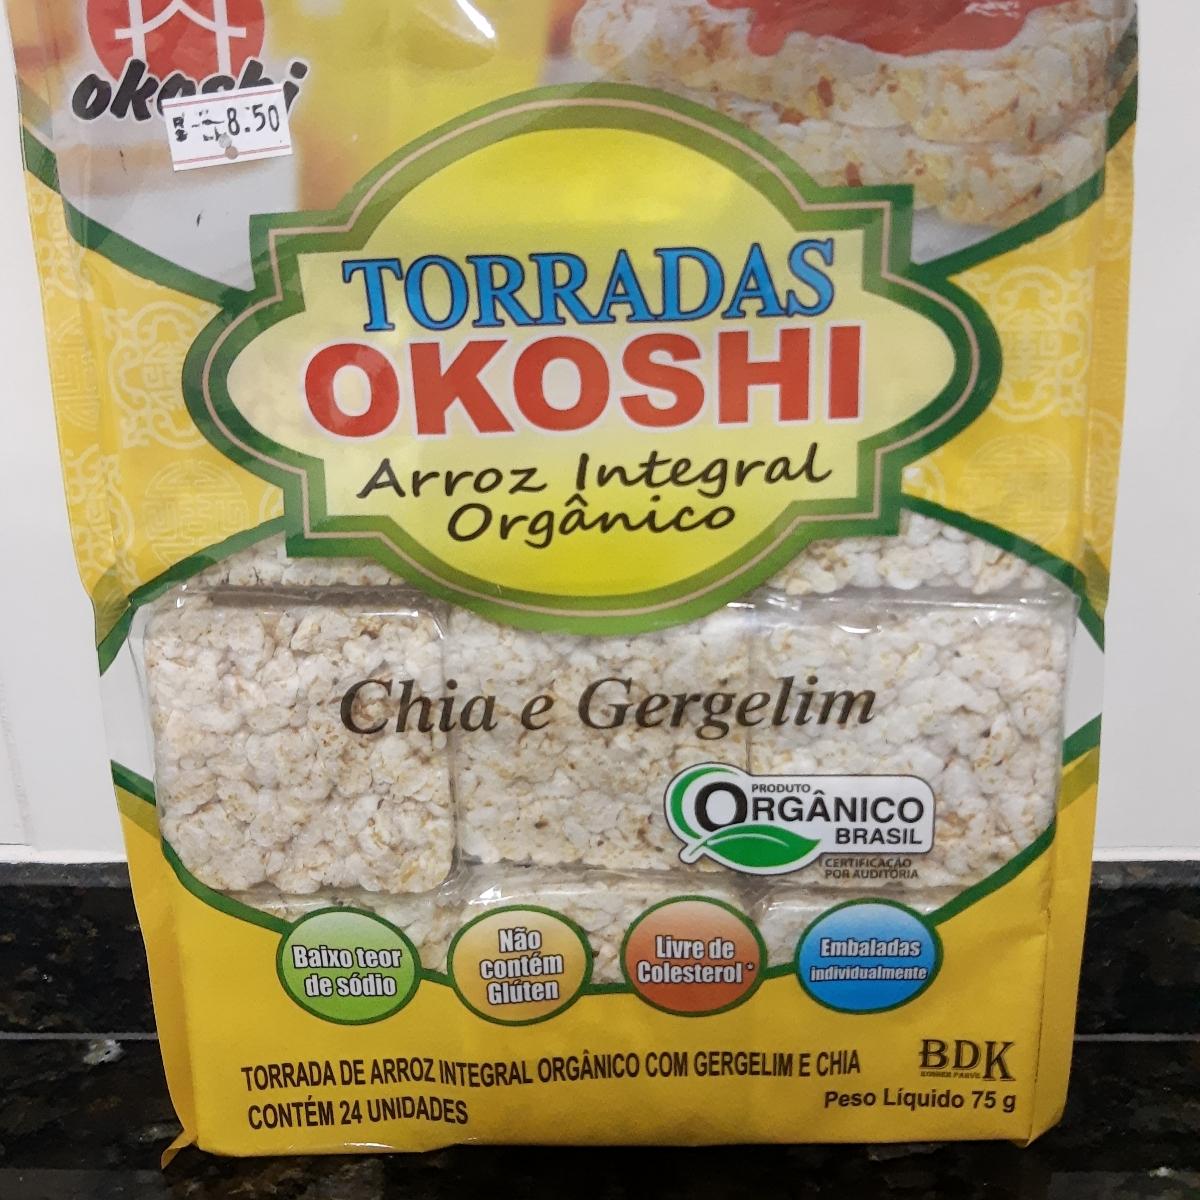 okoshi
R$ 8.50
TORRADAS
OKOSHI
Arroz Integral
Orgânico
Chia e Gergelim
PRODUTO
ORGÂNICO
BRASIL
CERTIFICAÇÃO
POR AUDITORIA
Baixo teor
de sódio
Não
contém
Glúten
Livre de
Colesterol*
Embaladas
individualmente
TORRADA DE ARROZ INTEGRAL ORGÂNICO COM GERGELIM E CHIA
CONTÉM 24 UNIDADES
BDK
Peso Líquido 75 g